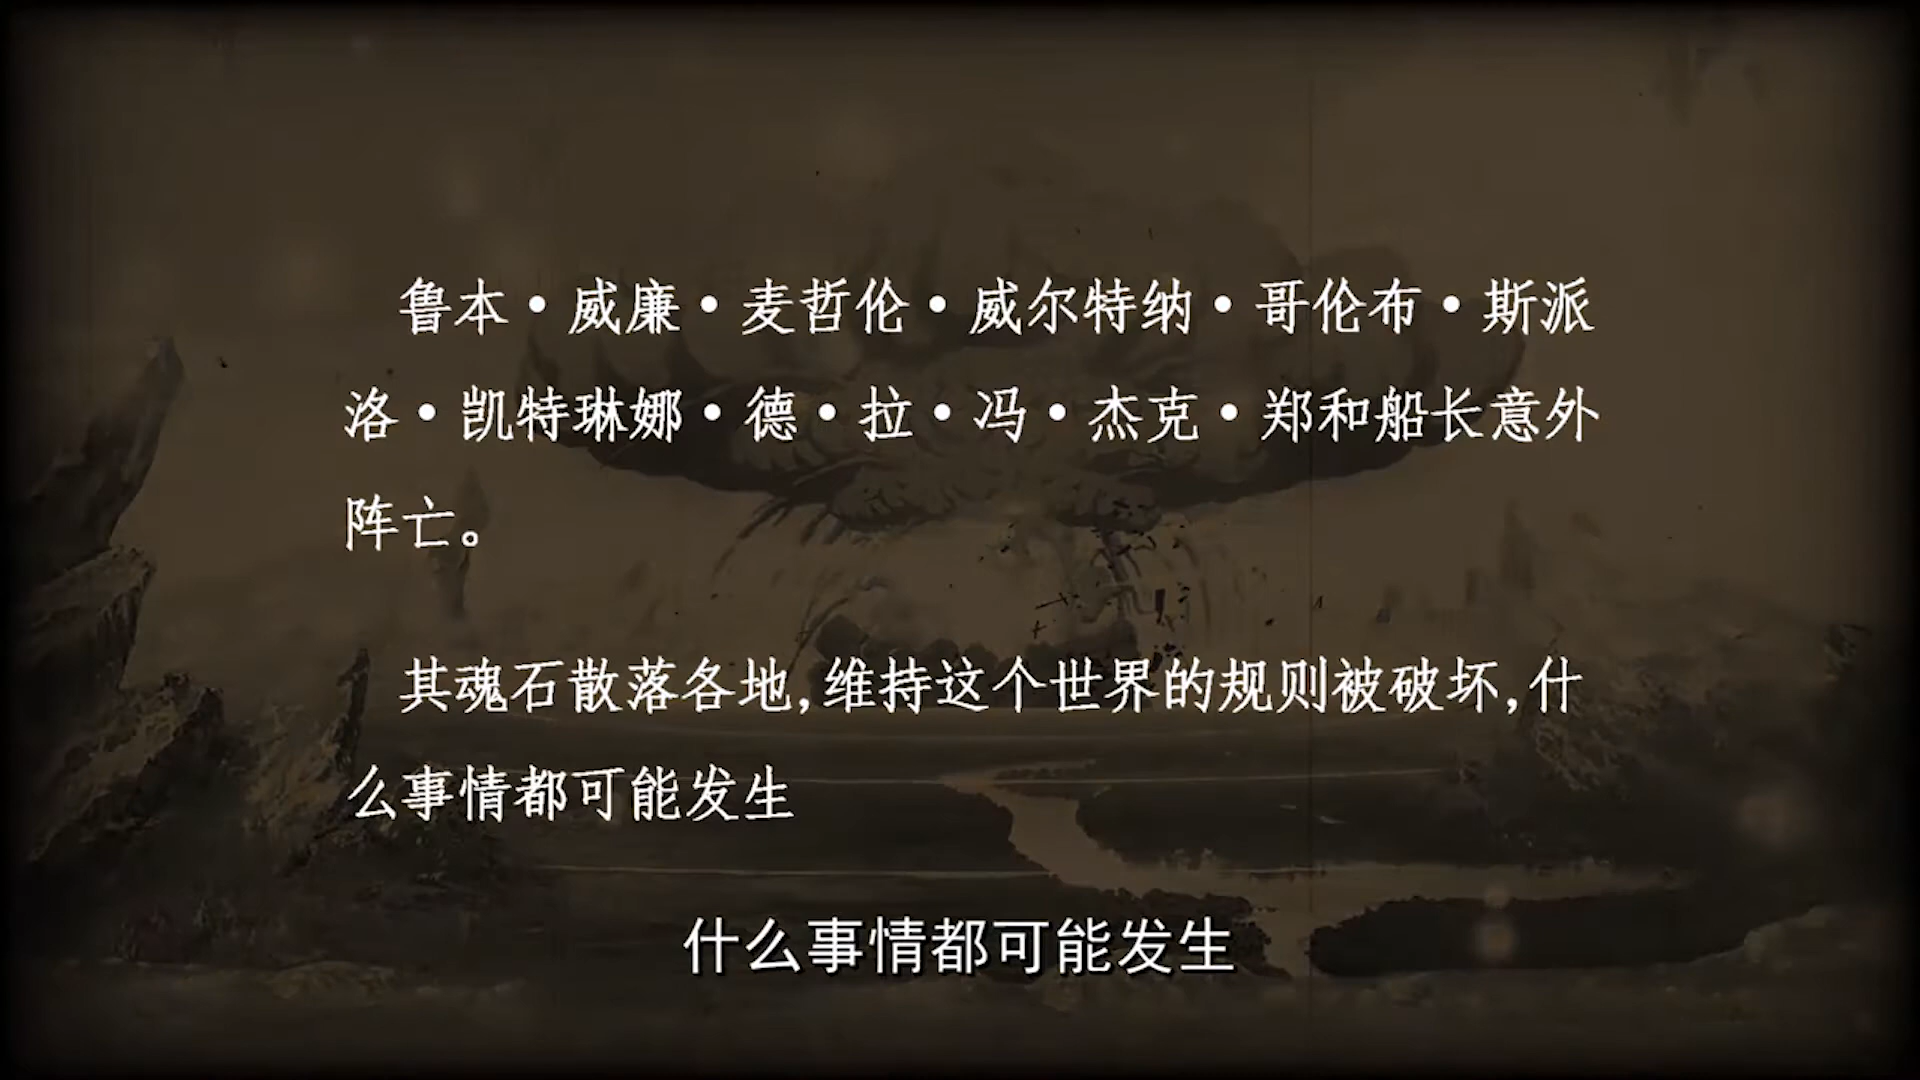 鲁本·威廉·麦哲伦·威尔特纳·哥伦布·斯派
洛·凯特琳娜·德·拉·冯·杰克·郑和船长意外
阵亡。
其魂石散落各地,维持这个世界的规则被破坏,什
么事情都可能发生
什么事情都可能发生